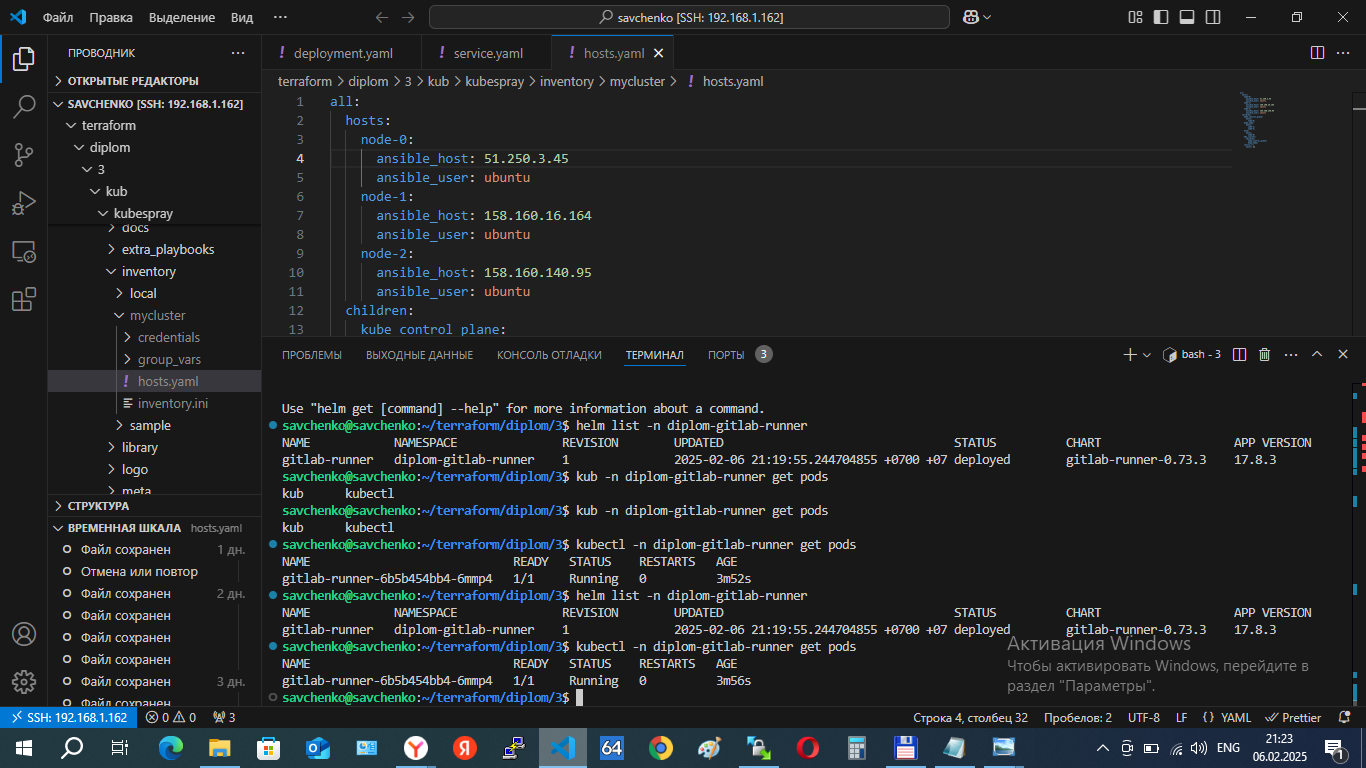 Файл Правка Выделение Вид ··· savchenko [SSH: 192.168.1.162]
ПРОВОДНИК ···
ОТКРЫТЫЕ РЕДАКТОРЫ
SAVCHENKO [SSH: 192.168.1.162]
terraform
diplom
3
kub
kubespray
docs
extra_playbooks
inventory
local
mycluster
credentials
group_vars
! hosts.yaml
inventory.ini
sample
library
logo
meta
СТРУКТУРА
ВРЕМЕННАЯ ШКАЛА hosts.yaml
Файл сохранен 1 дн.
Отмена или повтор
Файл сохранен 2 дн.
Файл сохранен
Файл сохранен
Файл сохранен
Файл сохранен 3 дн.
Файл сохранен
! deployment.yaml ! service.yaml ! hosts.yaml
terraform > diplom > 3 > kub > kubespray > inventory > mycluster > ! hosts.yaml
1 all:
2 hosts:
3 node-0:
4 ansible_host: 51.250.3.45
5 ansible_user: ubuntu
6 node-1:
7 ansible_host: 158.160.16.164
8 ansible_user: ubuntu
9 node-2:
10 ansible_host: 158.160.140.95
11 ansible_user: ubuntu
12 children:
13 kube_control_plane:
ПРОБЛЕМЫ ВЫХОДНЫЕ ДАННЫЕ КОНСОЛЬ ОТЛАДКИ ТЕРМИНАЛ ПОРТЫ 3 bash - 3
Use "helm get [command] --help" for more information about a command.
savchenko@savchenko:~/terraform/diplom/3$ helm list -n diplom-gitlab-runner
NAME NAMESPACE REVISION UPDATED STATUS CHART APP VERSION
gitlab-runner diplom-gitlab-runner 1 2025-02-06 21:19:55.244704855 +0700 +07 deployed gitlab-runner-0.73.3 17.8.3
savchenko@savchenko:~/terraform/diplom/3$ kub -n diplom-gitlab-runner get pods
kub kubectl
savchenko@savchenko:~/terraform/diplom/3$ kub -n diplom-gitlab-runner get pods
kub kubectl
savchenko@savchenko:~/terraform/diplom/3$ kubectl -n diplom-gitlab-runner get pods
NAME READY STATUS RESTARTS AGE
gitlab-runner-6b5b454bb4-6mmp4 1/1 Running 0 3m52s
savchenko@savchenko:~/terraform/diplom/3$ helm list -n diplom-gitlab-runner
NAME NAMESPACE REVISION UPDATED STATUS CHART APP VERSION
gitlab-runner diplom-gitlab-runner 1 2025-02-06 21:19:55.244704855 +0700 +07 deployed gitlab-runner-0.73.3 17.8.3
savchenko@savchenko:~/terraform/diplom/3$ kubectl -n diplom-gitlab-runner get pods
NAME READY STATUS RESTARTS AGE
gitlab-runner-6b5b454bb4-6mmp4 1/1 Running 0 3m56s
savchenko@savchenko:~/terraform/diplom/3$
Активация Windows
Чтобы активировать Windows, перейдите в
раздел "Параметры".
SSH: 192.168.1.162 0 0 3 Строка 4, столбец 32 Пробелов: 2 UTF-8 LF {} YAML Prettier
64 ENG 21:23
06.02.2025 1